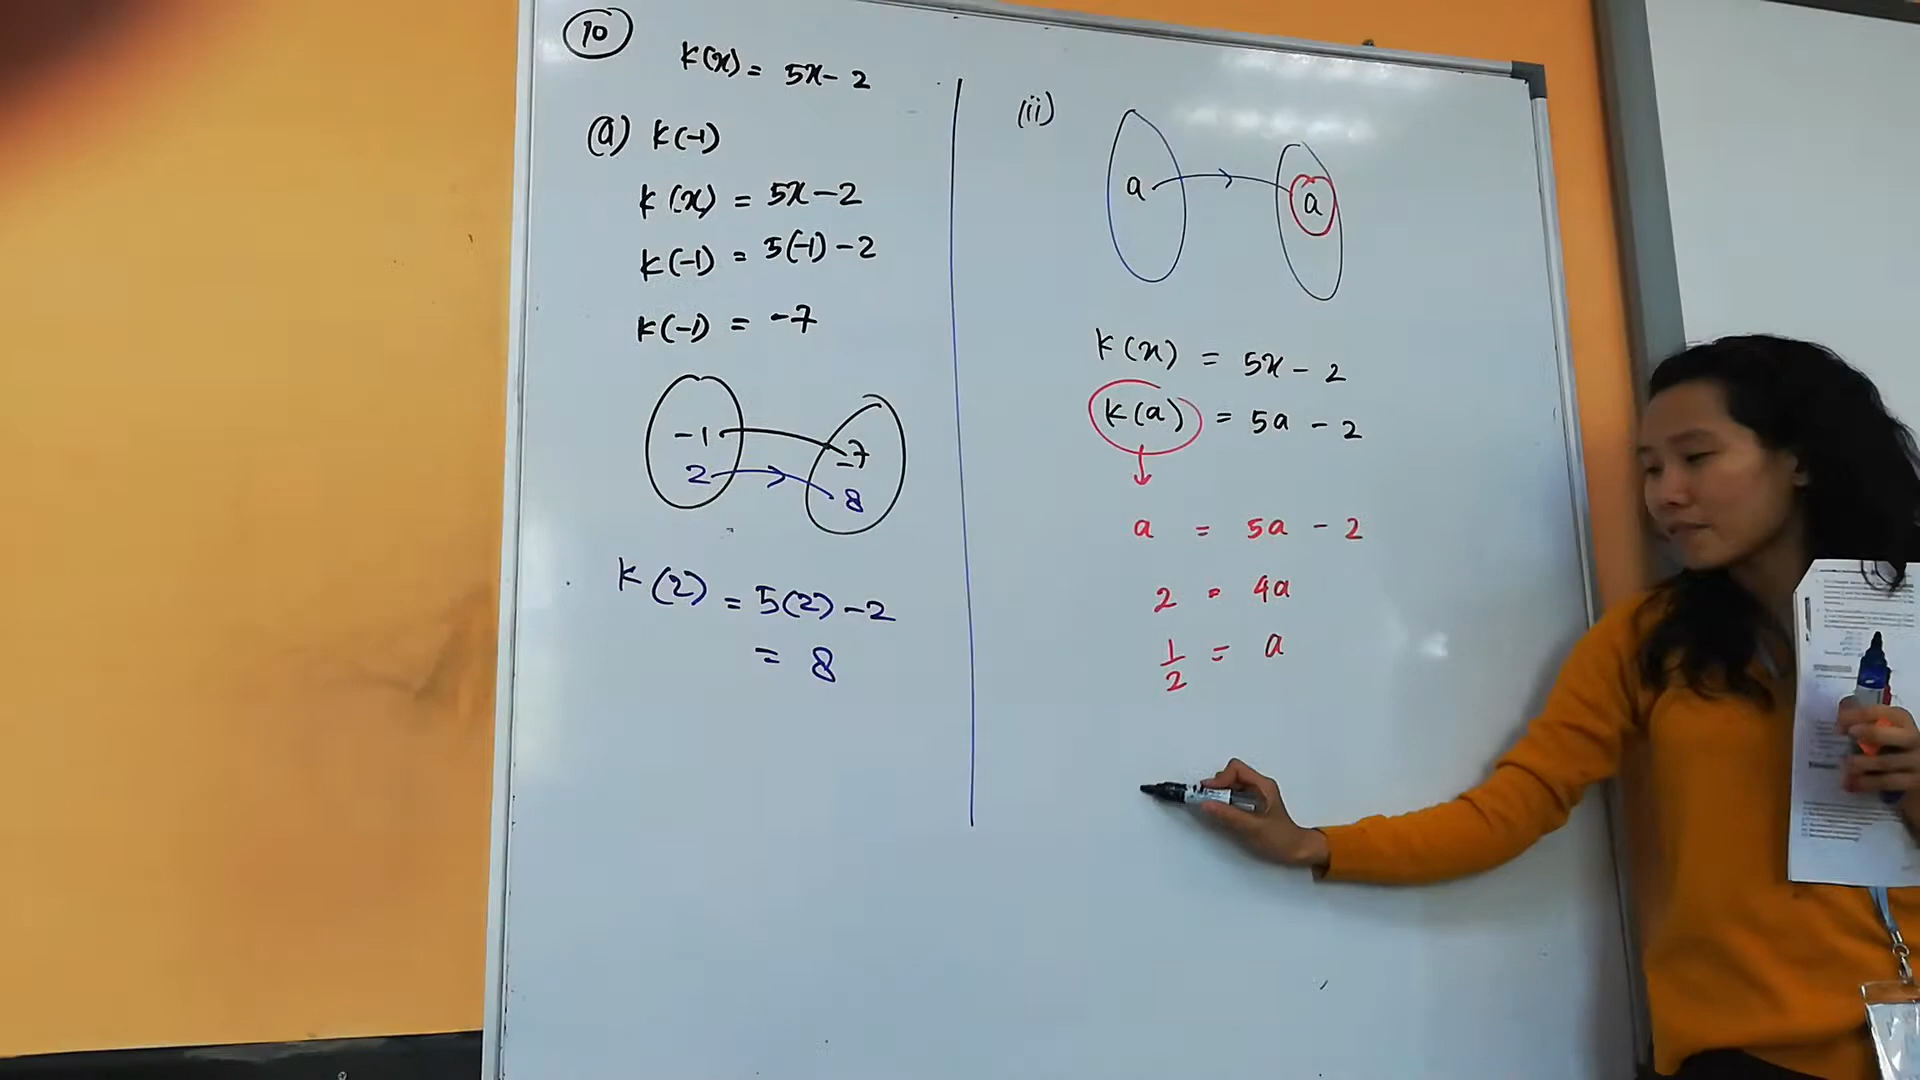 10
k(x) = 5x - 2
(a) k(-1)
k(x) = 5x - 2
k(-1) = 5(-1) - 2
k(-1) = -7
-1 -7
2 8
k(2) = 5(2) - 2
= 8
(ii)
a a
k(x) = 5x - 2
k(a) = 5a - 2
a = 5a - 2
2 = 4a
1/2 = a